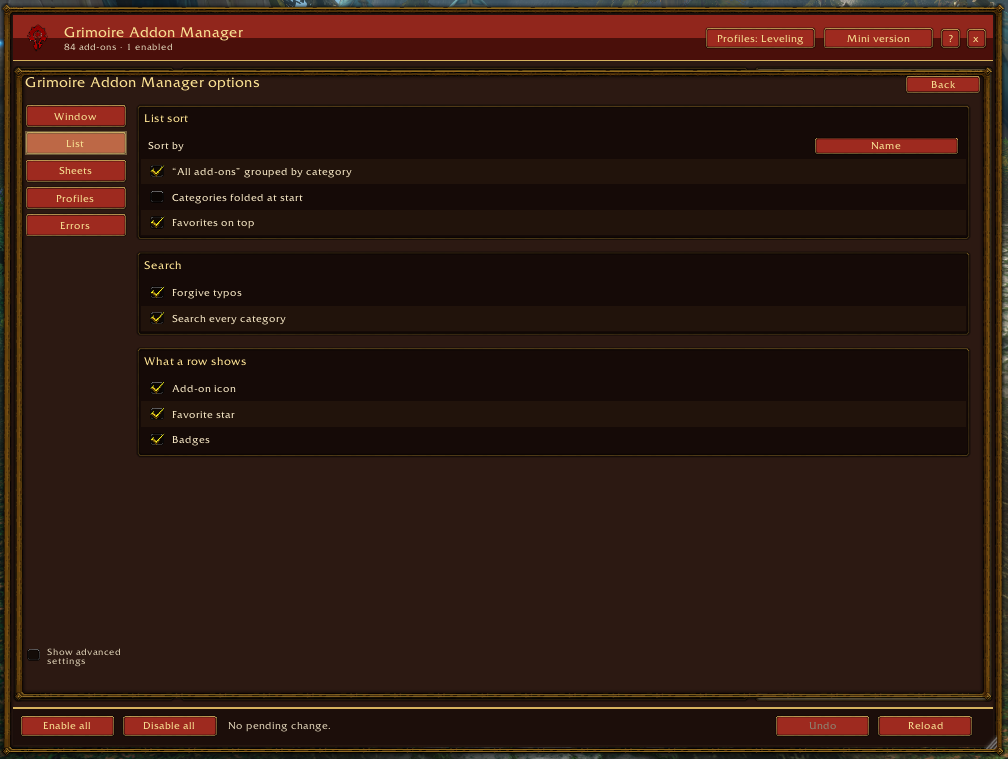 Grimoire Addon Manager
84 add-ons · 1 enabled
Profiles: Leveling
Mini version
?
x
Grimoire Addon Manager options
Back
Window
List
Sheets
Profiles
Errors
List sort
Sort by
Name
“All add-ons” grouped by category
Categories folded at start
Favorites on top
Search
Forgive typos
Search every category
What a row shows
Add-on icon
Favorite star
Badges
Show advanced
settings
Enable all
Disable all
No pending change.
Undo
Reload